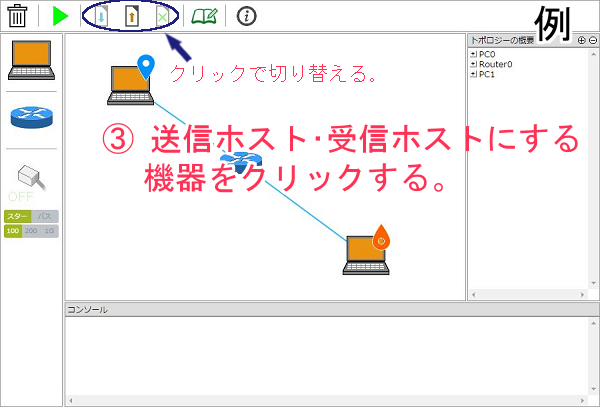 例
トポロジーの概要
PC0
Router0
PC1
クリックで切り替える。
③ 送信ホスト・受信ホストにする
機器をクリックする。
OFF
スター バス
100 200 1G
コンソール